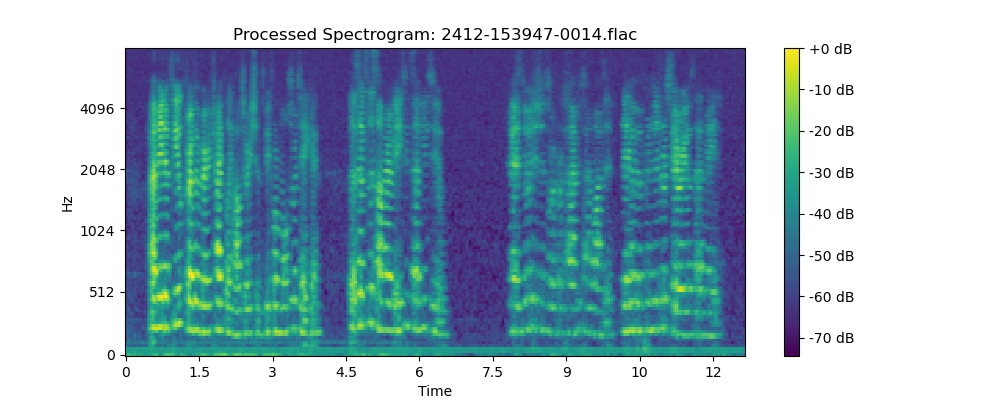 Processed Spectrogram: 2412-153947-0014.flac
+0 dB
-10 dB
-20 dB
-30 dB
-40 dB
-50 dB
-60 dB
-70 dB
4096
2048
1024
512
0
Hz
0 1.5 3 4.5 6 7.5 9 10 12
Time